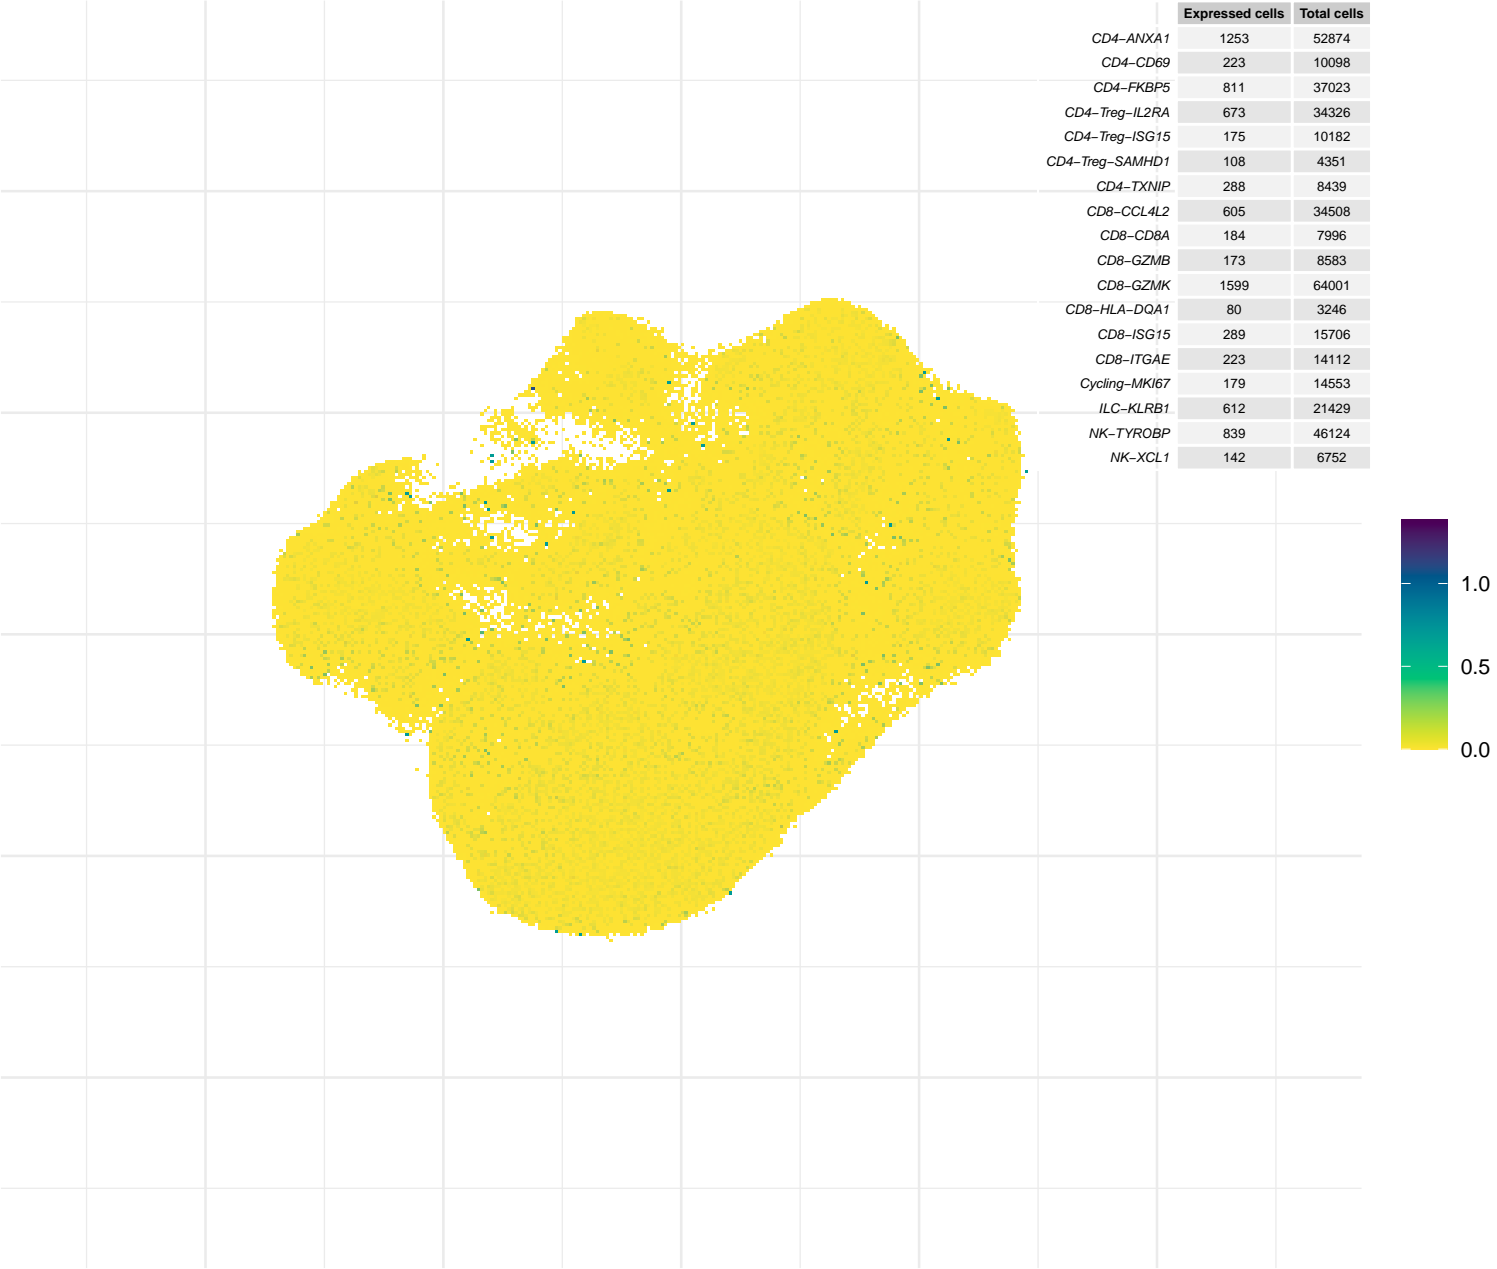 Expressed cells Total cells
CD4−ANXA1 1253 52874
CD4−CD69 223 10098
CD4−FKBP5 811 37023
CD4−Treg−IL2RA 673 34326
CD4−Treg−ISG15 175 10182
CD4−Treg−SAMHD1 108 4351
CD4−TXNIP 288 8439
CD8−CCL4L2 605 34508
CD8−CD8A 184 7996
CD8−GZMB 173 8583
CD8−GZMK 1599 64001
CD8−HLA−DQA1 80 3246
CD8−ISG15 289 15706
CD8−ITGAE 223 14112
Cycling−MKI67 179 14553
ILC−KLRB1 612 21429
NK−TYROBP 839 46124
NK−XCL1 142 6752
1.0
0.5
0.0